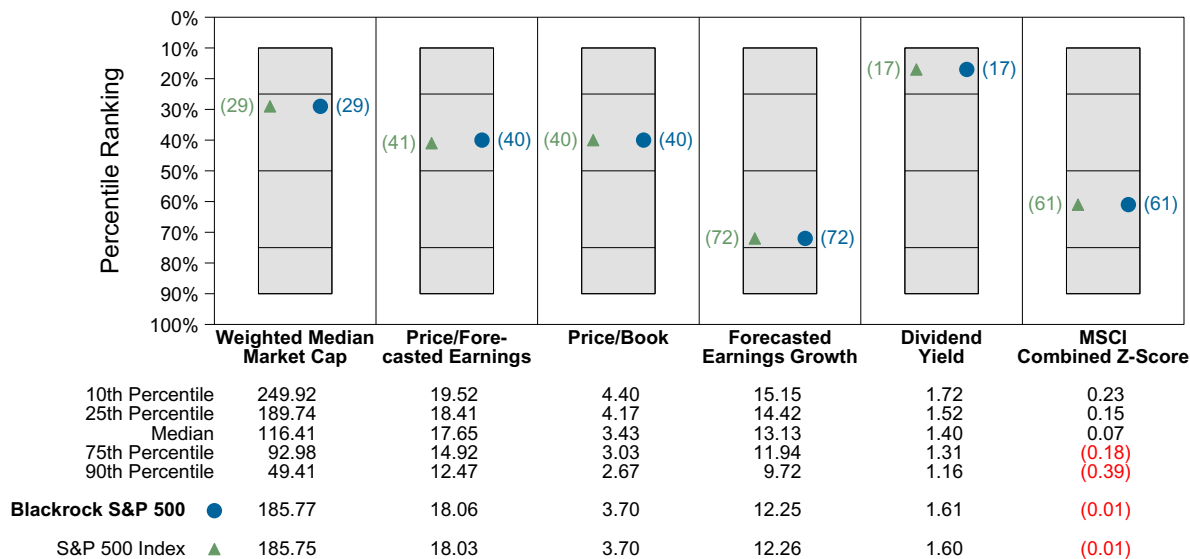 0%
10%
20%
30%
40%
50%
60%
70%
80%
90%
100%
Percentile Ranking
(29) (29)
(41) (40)
(40) (40)
(72) (72)
(17) (17)
(61) (61)
Weighted Median
Market Cap
Price/Fore-
casted Earnings
Price/Book
Forecasted
Earnings Growth
Dividend
Yield
MSCI
Combined Z-Score
10th Percentile 249.92 19.52 4.40 15.15 1.72 0.23
25th Percentile 189.74 18.41 4.17 14.42 1.52 0.15
Median 116.41 17.65 3.43 13.13 1.40 0.07
75th Percentile 92.98 14.92 3.03 11.94 1.31 (0.18)
90th Percentile 49.41 12.47 2.67 9.72 1.16 (0.39)
Blackrock S&P 500 185.77 18.06 3.70 12.25 1.61 (0.01)
S&P 500 Index 185.75 18.03 3.70 12.26 1.60 (0.01)